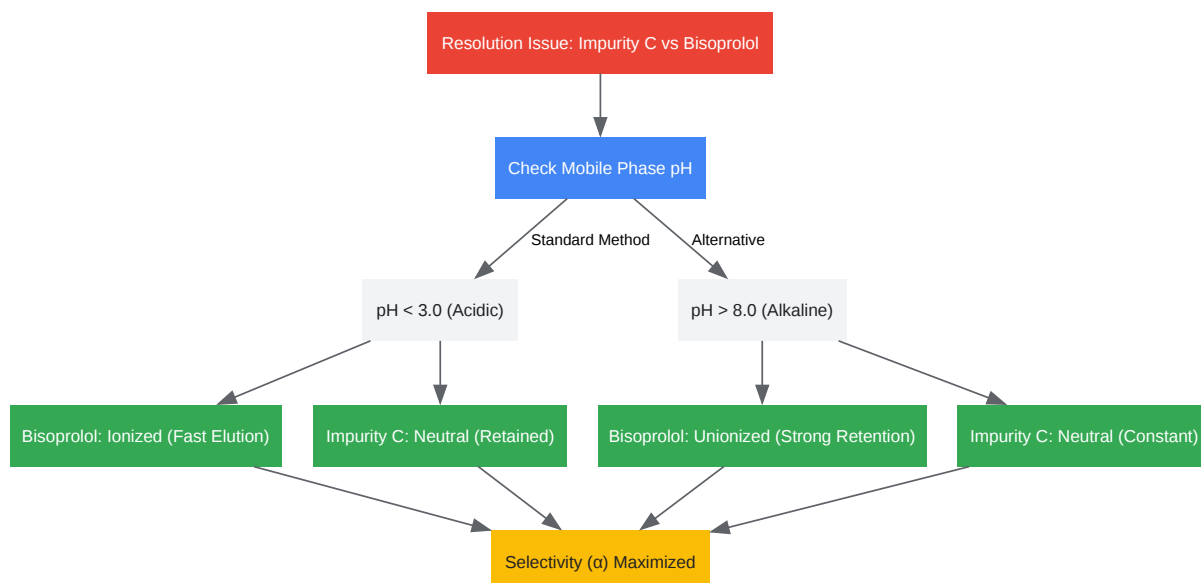 Resolution Issue: Impurity C vs Bisoprolol
Check Mobile Phase pH
Standard Method
Alternative
pH < 3.0 (Acidic)
pH > 8.0 (Alkaline)
Bisoprolol: Ionized (Fast Elution)
Impurity C: Neutral (Retained)
Bisoprolol: Unionized (Strong Retention)
Impurity C: Neutral (Constant)
Selectivity (α) Maximized